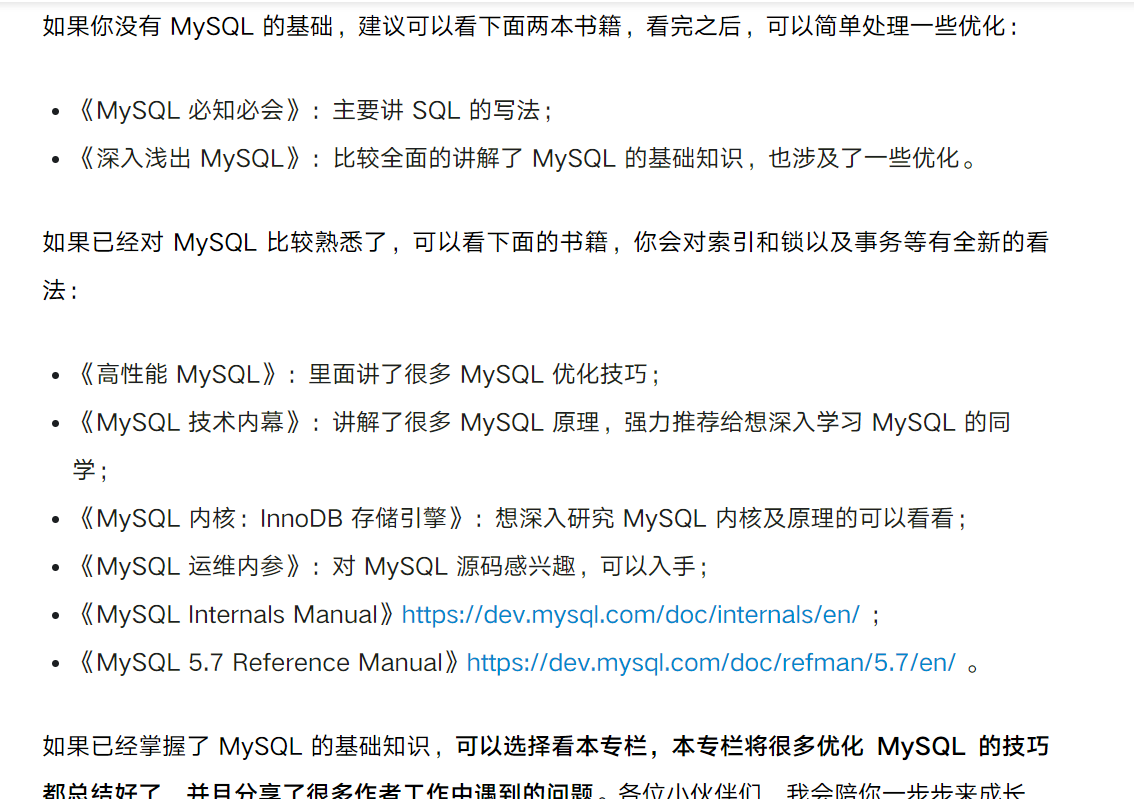 如果你没有 MySQL 的基础，建议可以看下面两本书籍，看完之后，可以简单处理一些优化：
• 《MySQL 必知必会》：主要讲 SQL 的写法；
• 《深入浅出 MySQL》：比较全面的讲解了 MySQL 的基础知识，也涉及了一些优化。
如果已经对 MySQL 比较熟悉了，可以看下面的书籍，你会对索引和锁以及事务等有全新的看
法：
• 《高性能 MySQL》：里面讲了很多 MySQL 优化技巧；
• 《MySQL 技术内幕》：讲解了很多 MySQL 原理，强力推荐给想深入学习 MySQL 的同
学；
• 《MySQL 内核：InnoDB 存储引擎》：想深入研究 MySQL 内核及原理的可以看看；
• 《MySQL 运维内参》：对 MySQL 源码感兴趣，可以入手；
• 《MySQL Internals Manual》https://dev.mysql.com/doc/internals/en/ ；
• 《MySQL 5.7 Reference Manual》https://dev.mysql.com/doc/refman/5.7/en/ 。
如果已经掌握了 MySQL 的基础知识，可以选择看本专栏，本专栏将很多优化 MySQL 的技巧
都总结好了，并且分享了很多作者工作中遇到的问题。各位小伙伴们，我会陪你一步步来成长